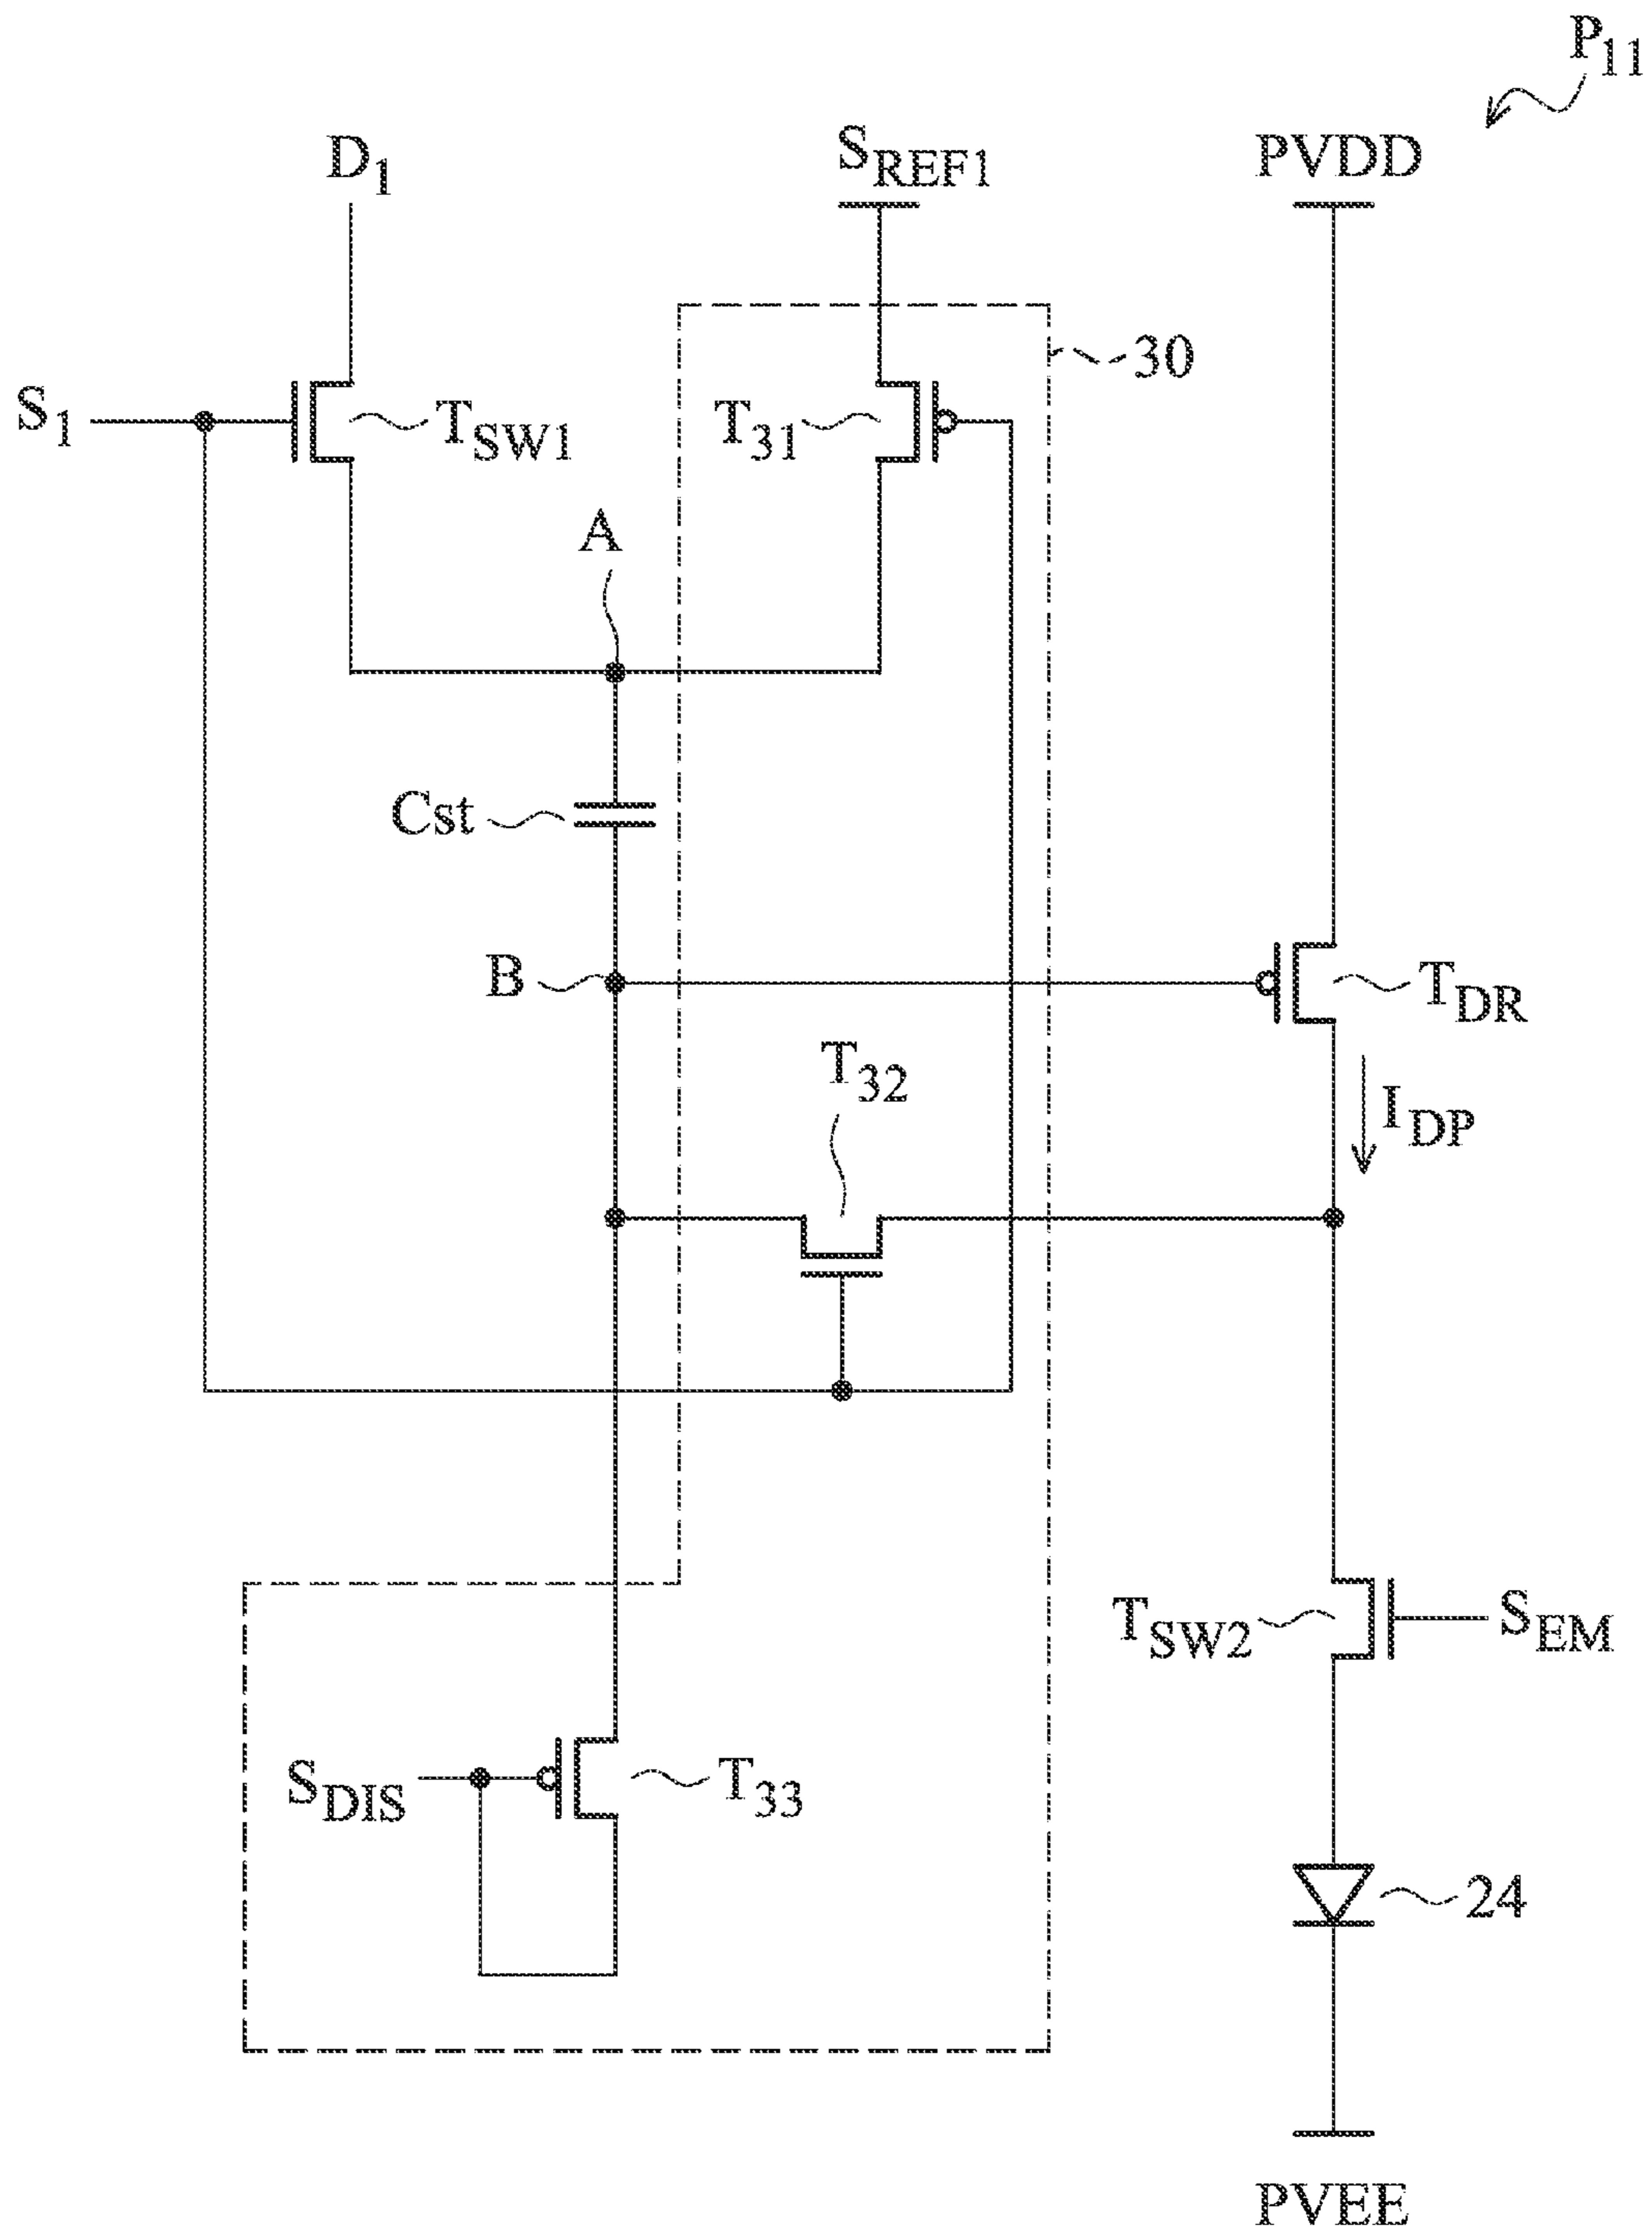 P11
D1
SREF1
PVDD
30
S1
TSW1
T31
A
Cst
B
TDR
T32
IDP
TSW2
SEM
SDIS
T33
24
PVEE